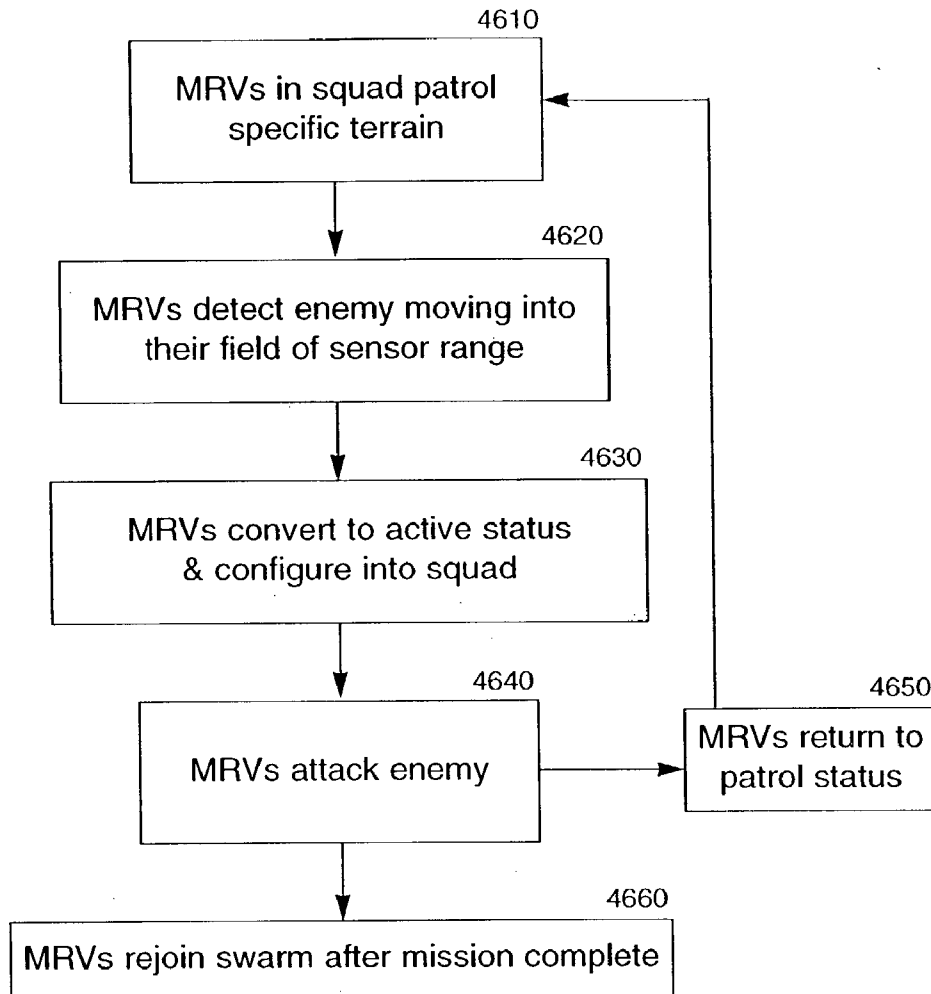 4610
MRVs in squad patrol
specific terrain
4620
MRVs detect enemy moving into
their field of sensor range
4630
MRVs convert to active status
& configure into squad
4640
MRVs attack enemy
4650
MRVs return to
patrol status
4660
MRVs rejoin swarm after mission complete